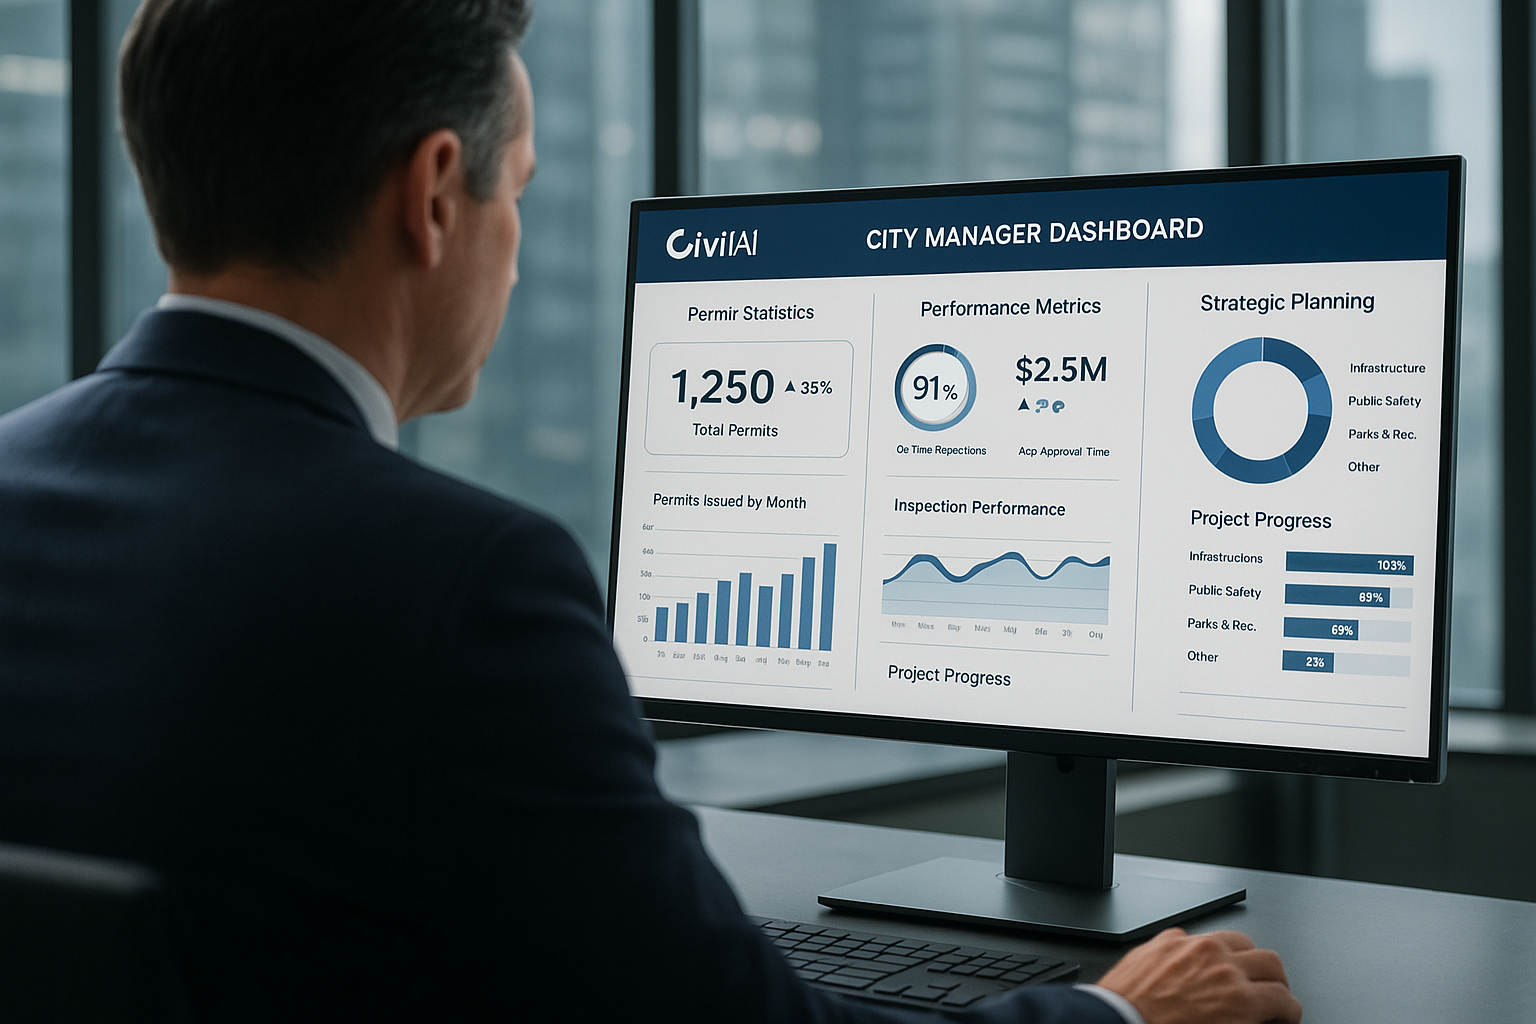 CivilAI
CITY MANAGER DASHBOARD
Permir Statistics
1,250 ▲ 35%
Total Permits
Permits Issued by Month
Performance Metrics
91%
$2.5M
Oe Time Repections
Acp Approval Time
Inspection Performance
Project Progress
Strategic Planning
Infrastructure
Public Safety
Parks & Rec.
Other
Project Progress
Infrastruclons 103%
Public Safety 89%
Parks & Rec. 69%
Other 23%